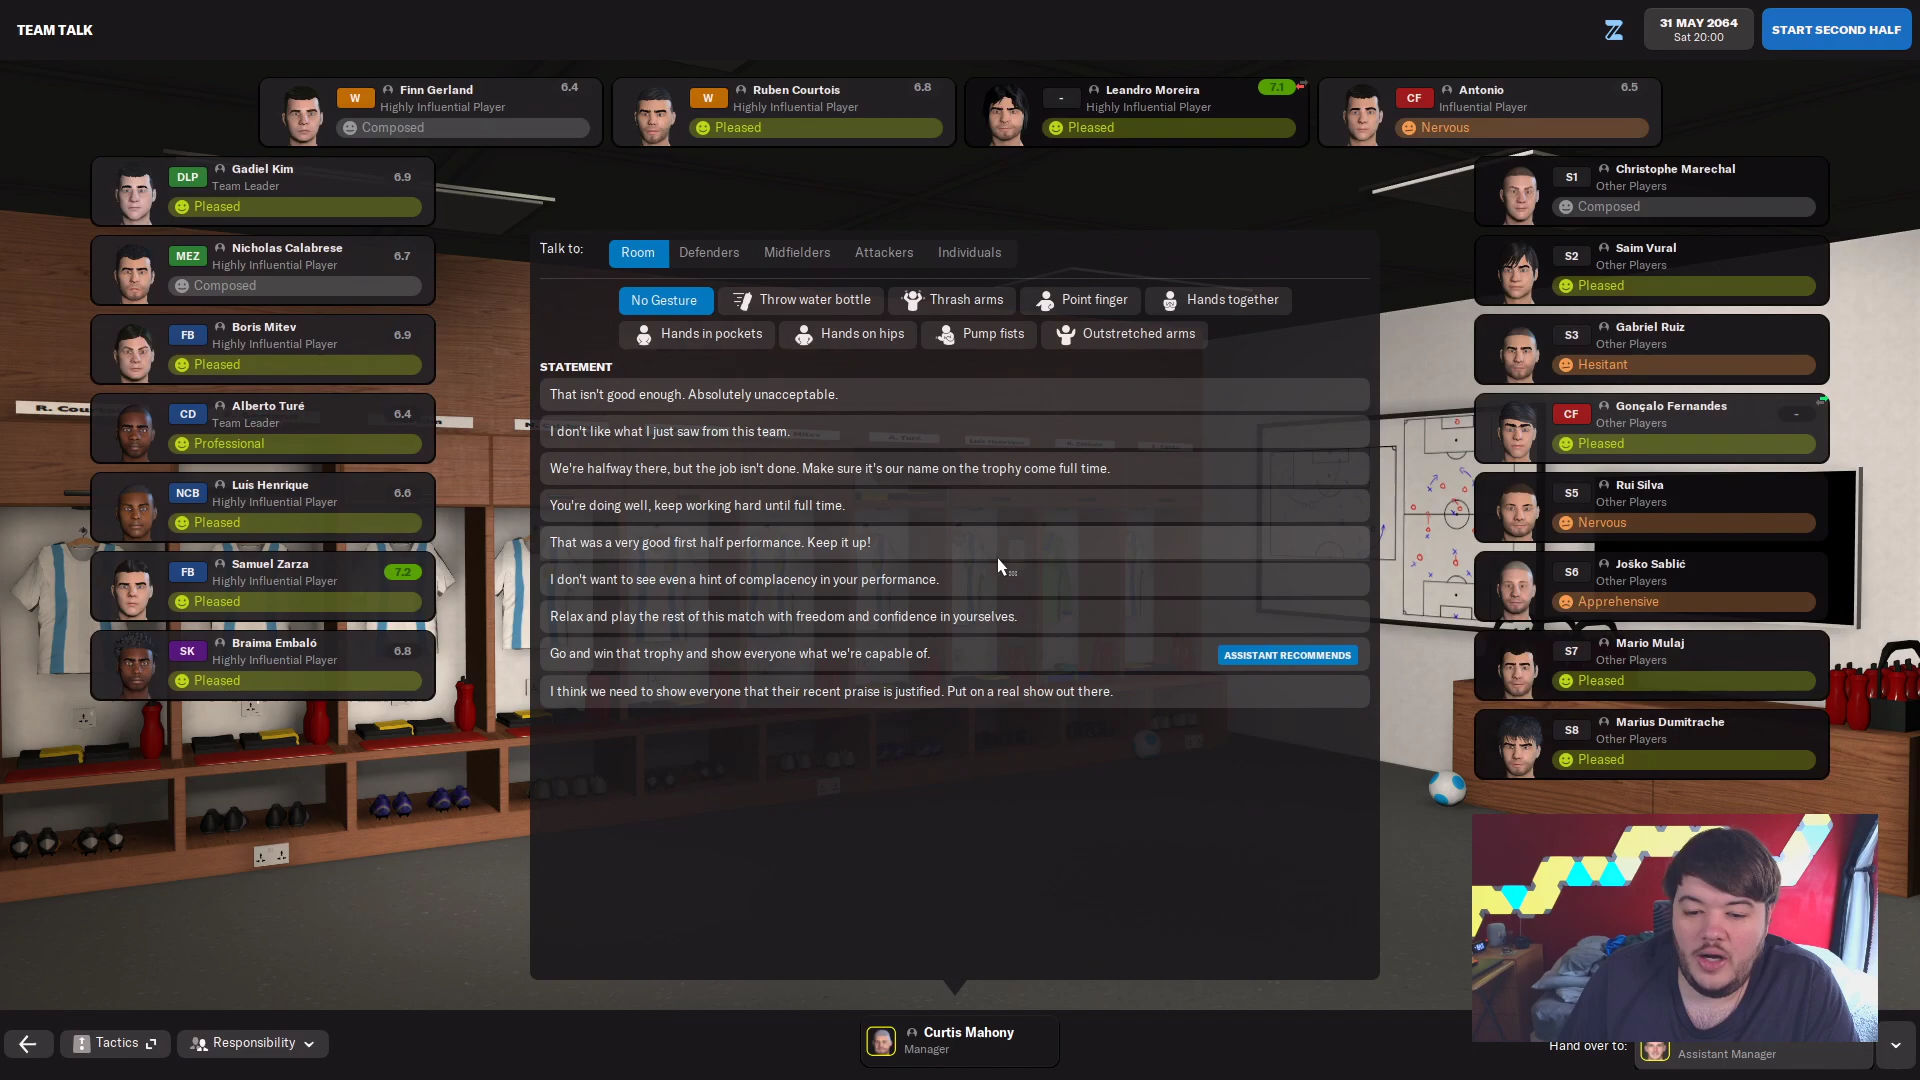 TEAM TALK
31 MAY 2064
Sat 20:00
START SECOND HALF
W Finn Gerland 6.4
Highly Influential Player
Composed
W Ruben Courtois 6.8
Highly Influential Player
Pleased
- Leandro Moreira 7.1
Highly Influential Player
Pleased
CF Antonio 6.5
Influential Player
Nervous
DLP Gadiel Kim 6.9
Team Leader
Pleased
MEZ Nicholas Calabrese 6.7
Highly Influential Player
Composed
FB Boris Mitev 6.9
Highly Influential Player
Pleased
CD Alberto Turé 6.4
Team Leader
Professional
NCB Luís Henrique 6.6
Highly Influential Player
Pleased
FB Samuel Zarza 7.2
Highly Influential Player
Pleased
SK Braima Embaló 6.8
Highly Influential Player
Pleased
Talk to: Room Defenders Midfielders Attackers Individuals
No Gesture Throw water bottle Thrash arms Point finger Hands together
Hands in pockets Hands on hips Pump fists Outstretched arms
STATEMENT
That isn't good enough. Absolutely unacceptable.
I don't like what I just saw from this team.
We're halfway there, but the job isn't done. Make sure it's our name on the trophy come full time.
You're doing well, keep working hard until full time.
That was a very good first half performance. Keep it up!
I don't want to see even a hint of complacency in your performance.
Relax and play the rest of this match with freedom and confidence in yourselves.
Go and win that trophy and show everyone what we're capable of. ASSISTANT RECOMMENDS
I think we need to show everyone that their recent praise is justified. Put on a real show out there.
S1 Christophe Marechal
Other Players
Composed
S2 Saim Vural
Other Players
Pleased
S3 Gabriel Ruiz
Other Players
Hesitant
CF Gonçalo Fernandes -
Other Players
Pleased
S5 Rui Silva
Other Players
Nervous
S6 Joško Sablić
Other Players
Apprehensive
S7 Mario Mulaj
Other Players
Pleased
S8 Marius Dumitrache
Other Players
Pleased
Tactics
Responsibility
Curtis Mahony
Manager
Hand over to:
Assistant Manager